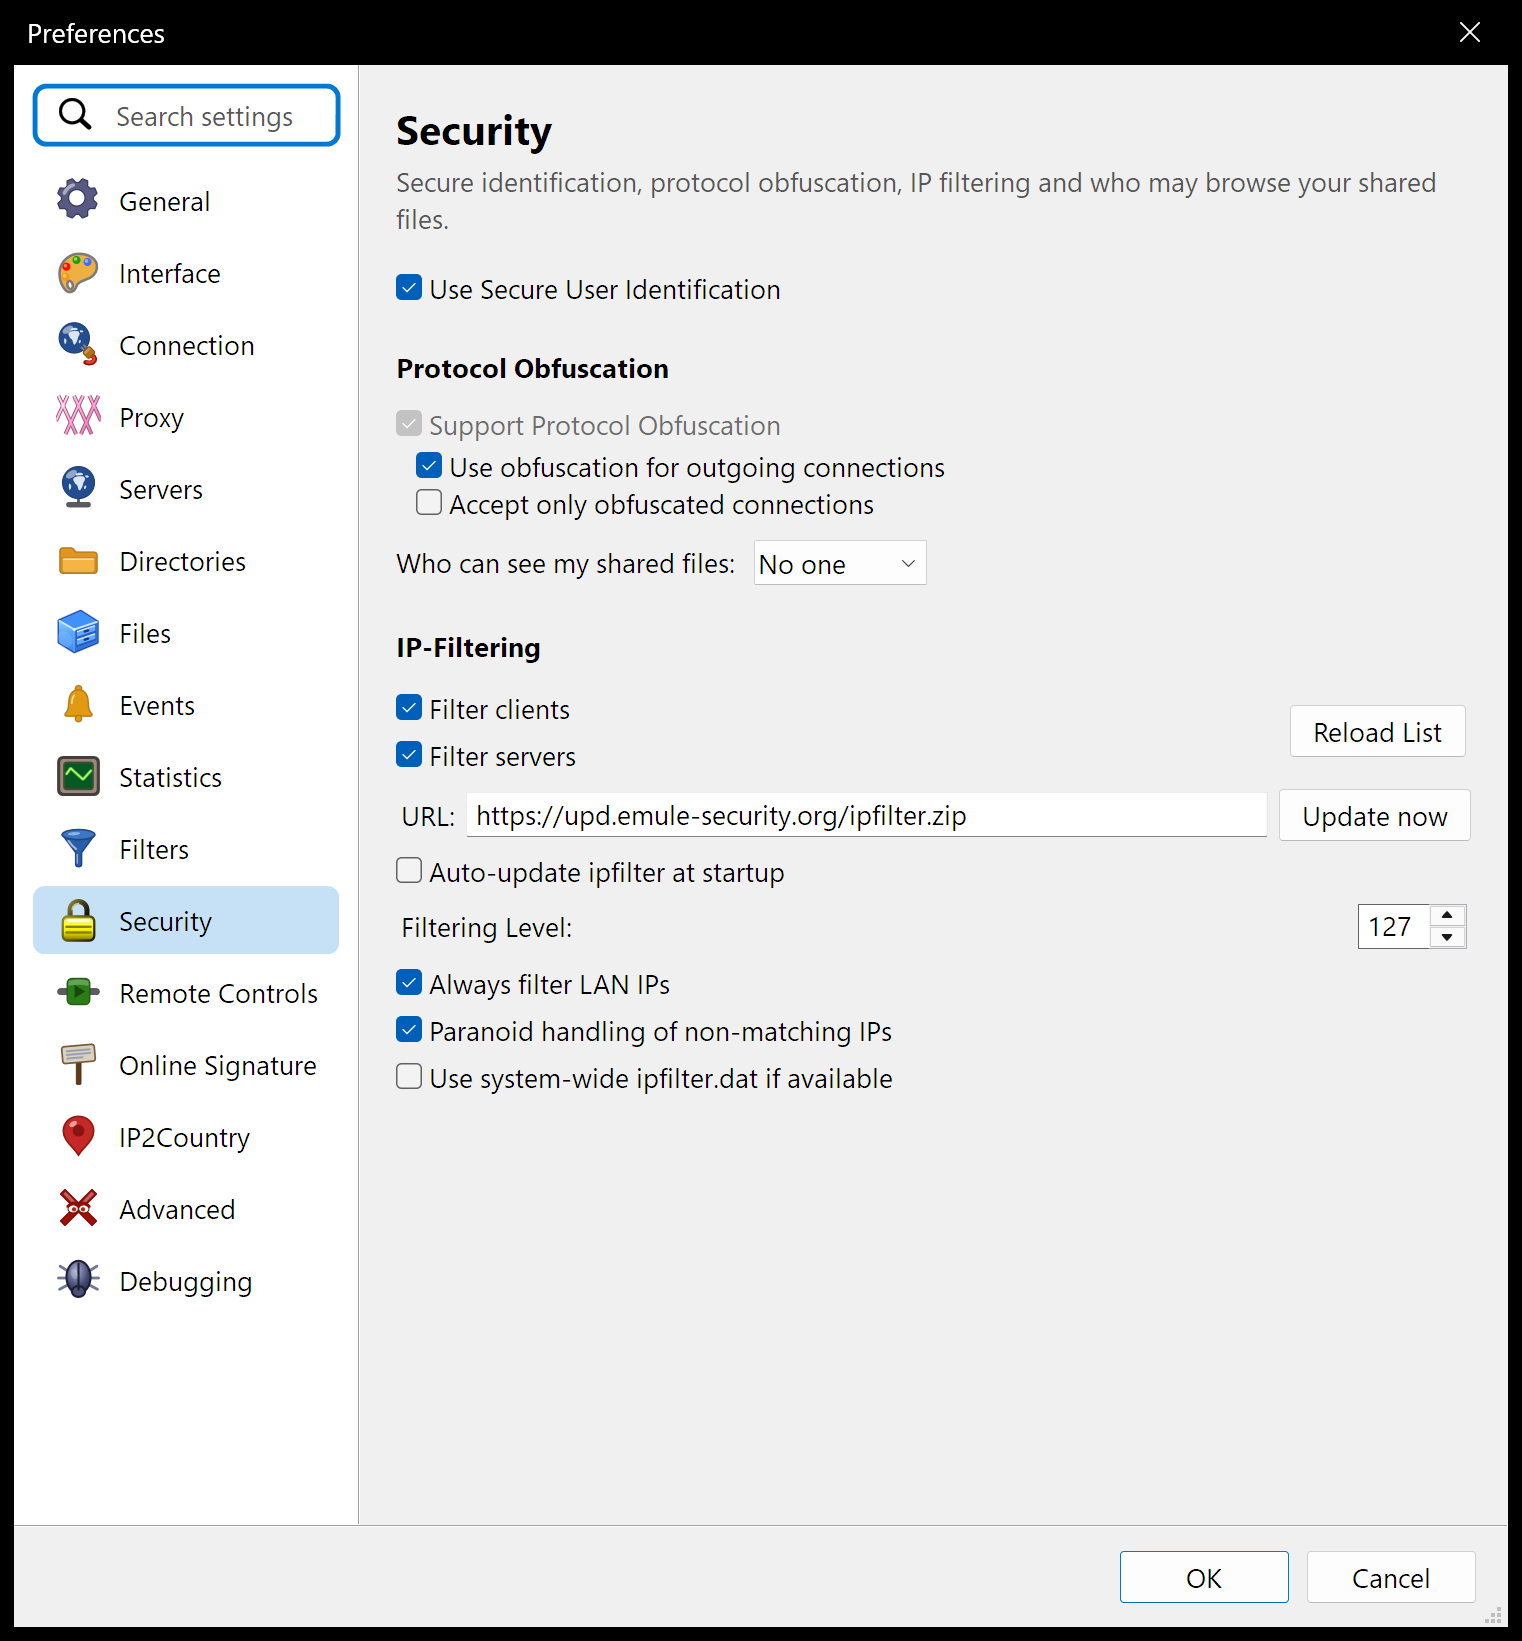 Preferences
Search settings
General
Interface
Connection
Proxy
Servers
Directories
Files
Events
Statistics
Filters
Security
Remote Controls
Online Signature
IP2Country
Advanced
Debugging
Security
Secure identification, protocol obfuscation, IP filtering and who may browse your shared
files.
Use Secure User Identification
Protocol Obfuscation
Support Protocol Obfuscation
Use obfuscation for outgoing connections
Accept only obfuscated connections
Who can see my shared files: No one
IP-Filtering
Filter clients
Reload List
Filter servers
URL: https://upd.emule-security.org/ipfilter.zip Update now
Auto-update ipfilter at startup
Filtering Level: 127
Always filter LAN IPs
Paranoid handling of non-matching IPs
Use system-wide ipfilter.dat if available
OK Cancel